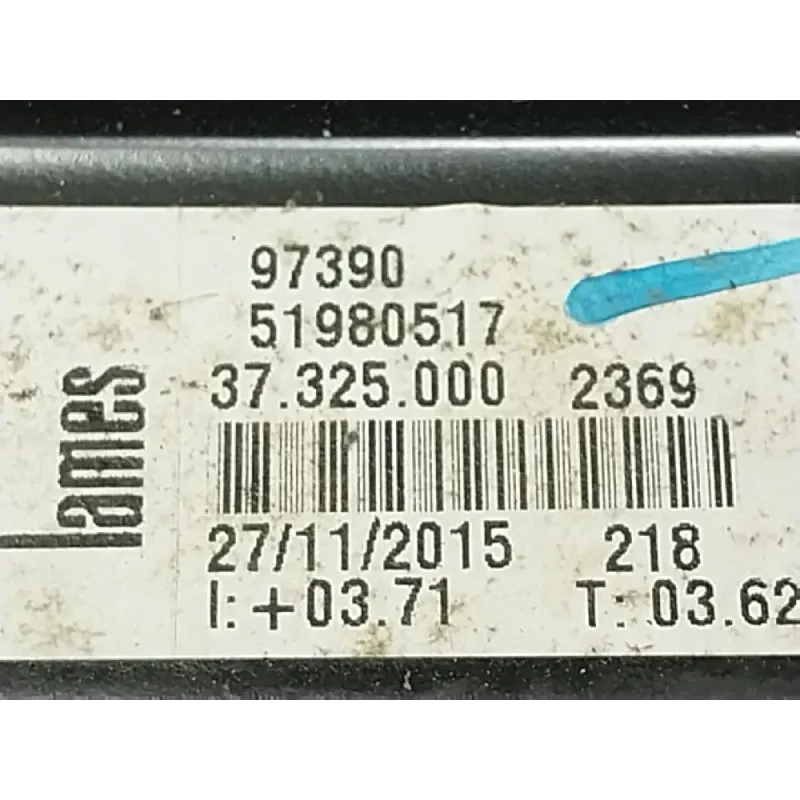 97390
51980517
37.325.000 2369
27/11/2015 218
I:+03.71 T: 03.62
lames